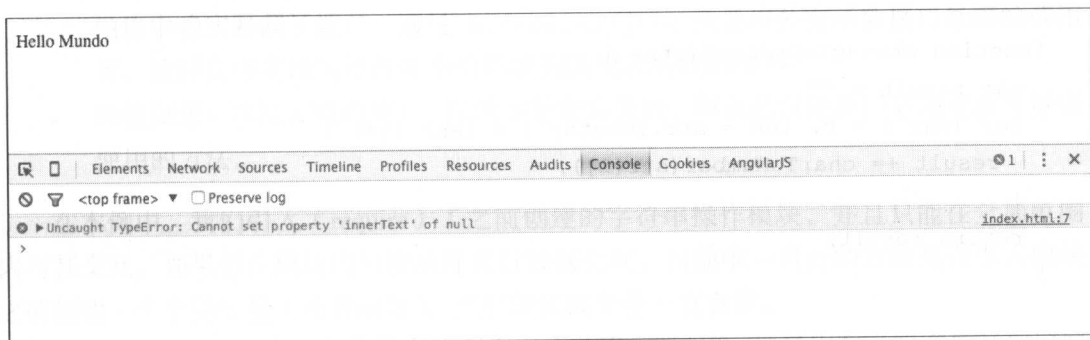 Hello Mundo
Elements Network Sources Timeline Profiles Resources Audits Console Cookies AngularJS 1
<top frame> ▼ Preserve log
▶Uncaught TypeError: Cannot set property 'innerText' of null index.html:7
>